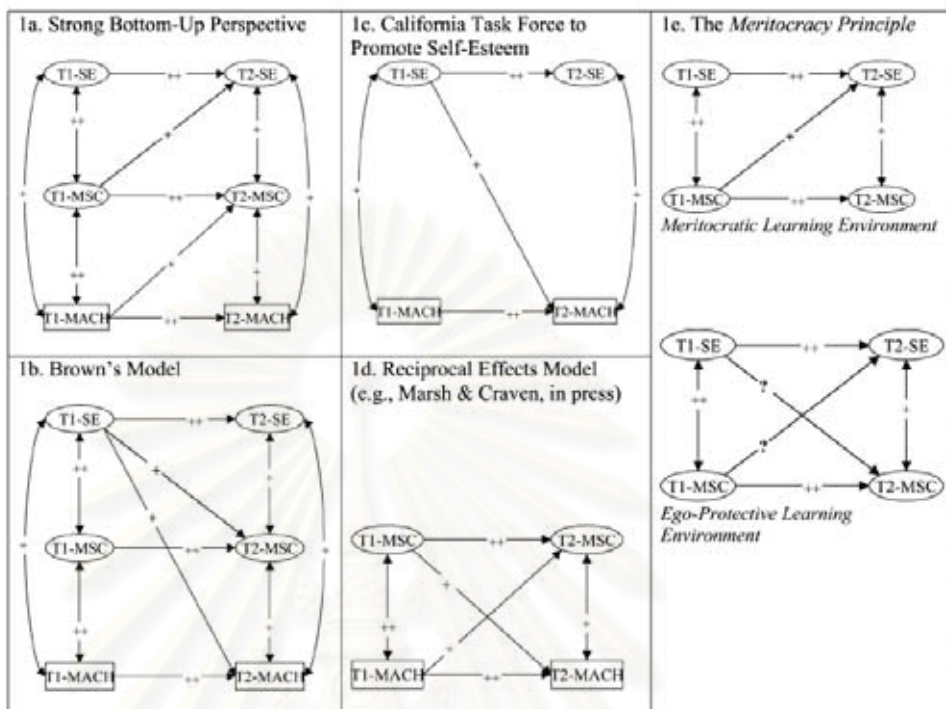 1a. Strong Bottom-Up Perspective
T1-SE
++
T2-SE
++
+
+
+
+
T1-MSC
++
T2-MSC
++
+
+
T1-MACH
++
T2-MACH
1b. Brown's Model
T1-SE
++
T2-SE
++
+
+
+
+
+
T1-MSC
++
T2-MSC
++
+
T1-MACH
++
T2-MACH
1c. California Task Force to
Promote Self-Esteem
T1-SE
++
T2-SE
+
+
+
T1-MACH
++
T2-MACH
1d. Reciprocal Effects Model
(e.g., Marsh & Craven, in press)
T1-MSC
++
T2-MSC
++
+
+
+
T1-MACH
++
T2-MACH
1e. The Meritocracy Principle
T1-SE
++
T2-SE
++
+
+
T1-MSC
++
T2-MSC
Meritocratic Learning Environment
T1-SE
++
T2-SE
++
?
?
+
T1-MSC
++
T2-MSC
Ego-Protective Learning
Environment